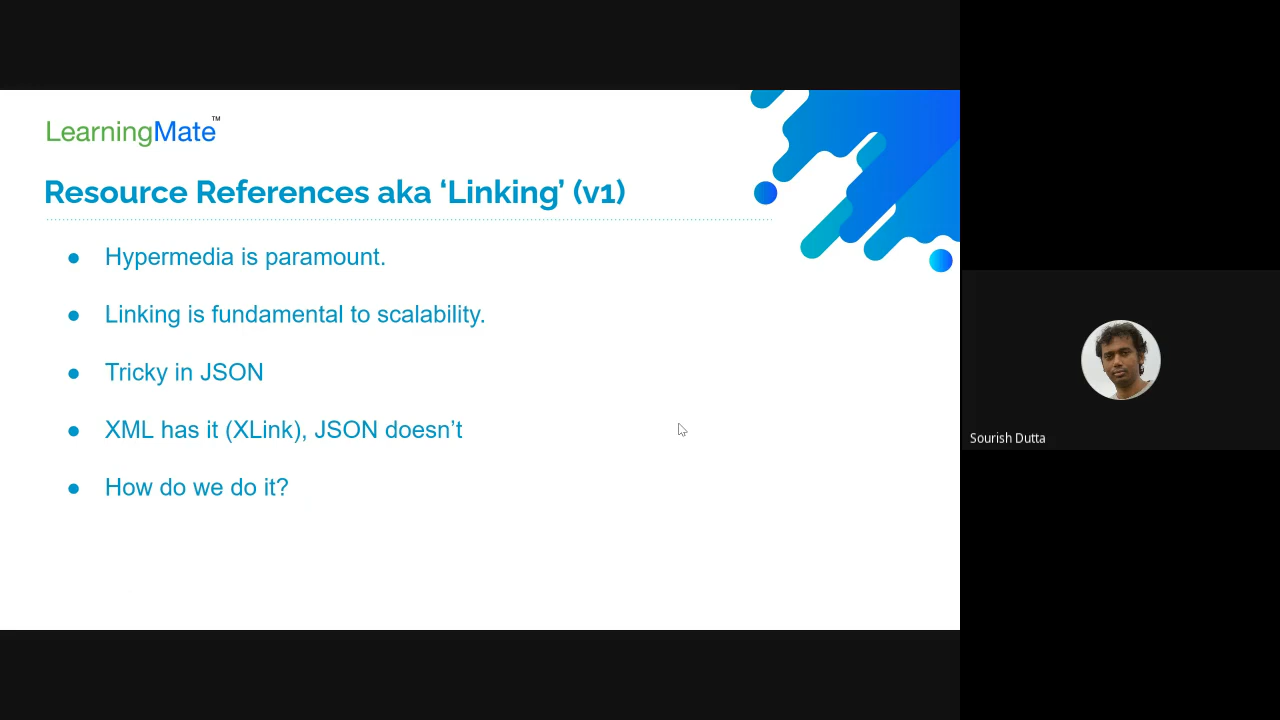 LearningMate™
Resource References aka ‘Linking’ (v1)
● Hypermedia is paramount.
● Linking is fundamental to scalability.
● Tricky in JSON
● XML has it (XLink), JSON doesn’t
● How do we do it?
Sourish Dutta